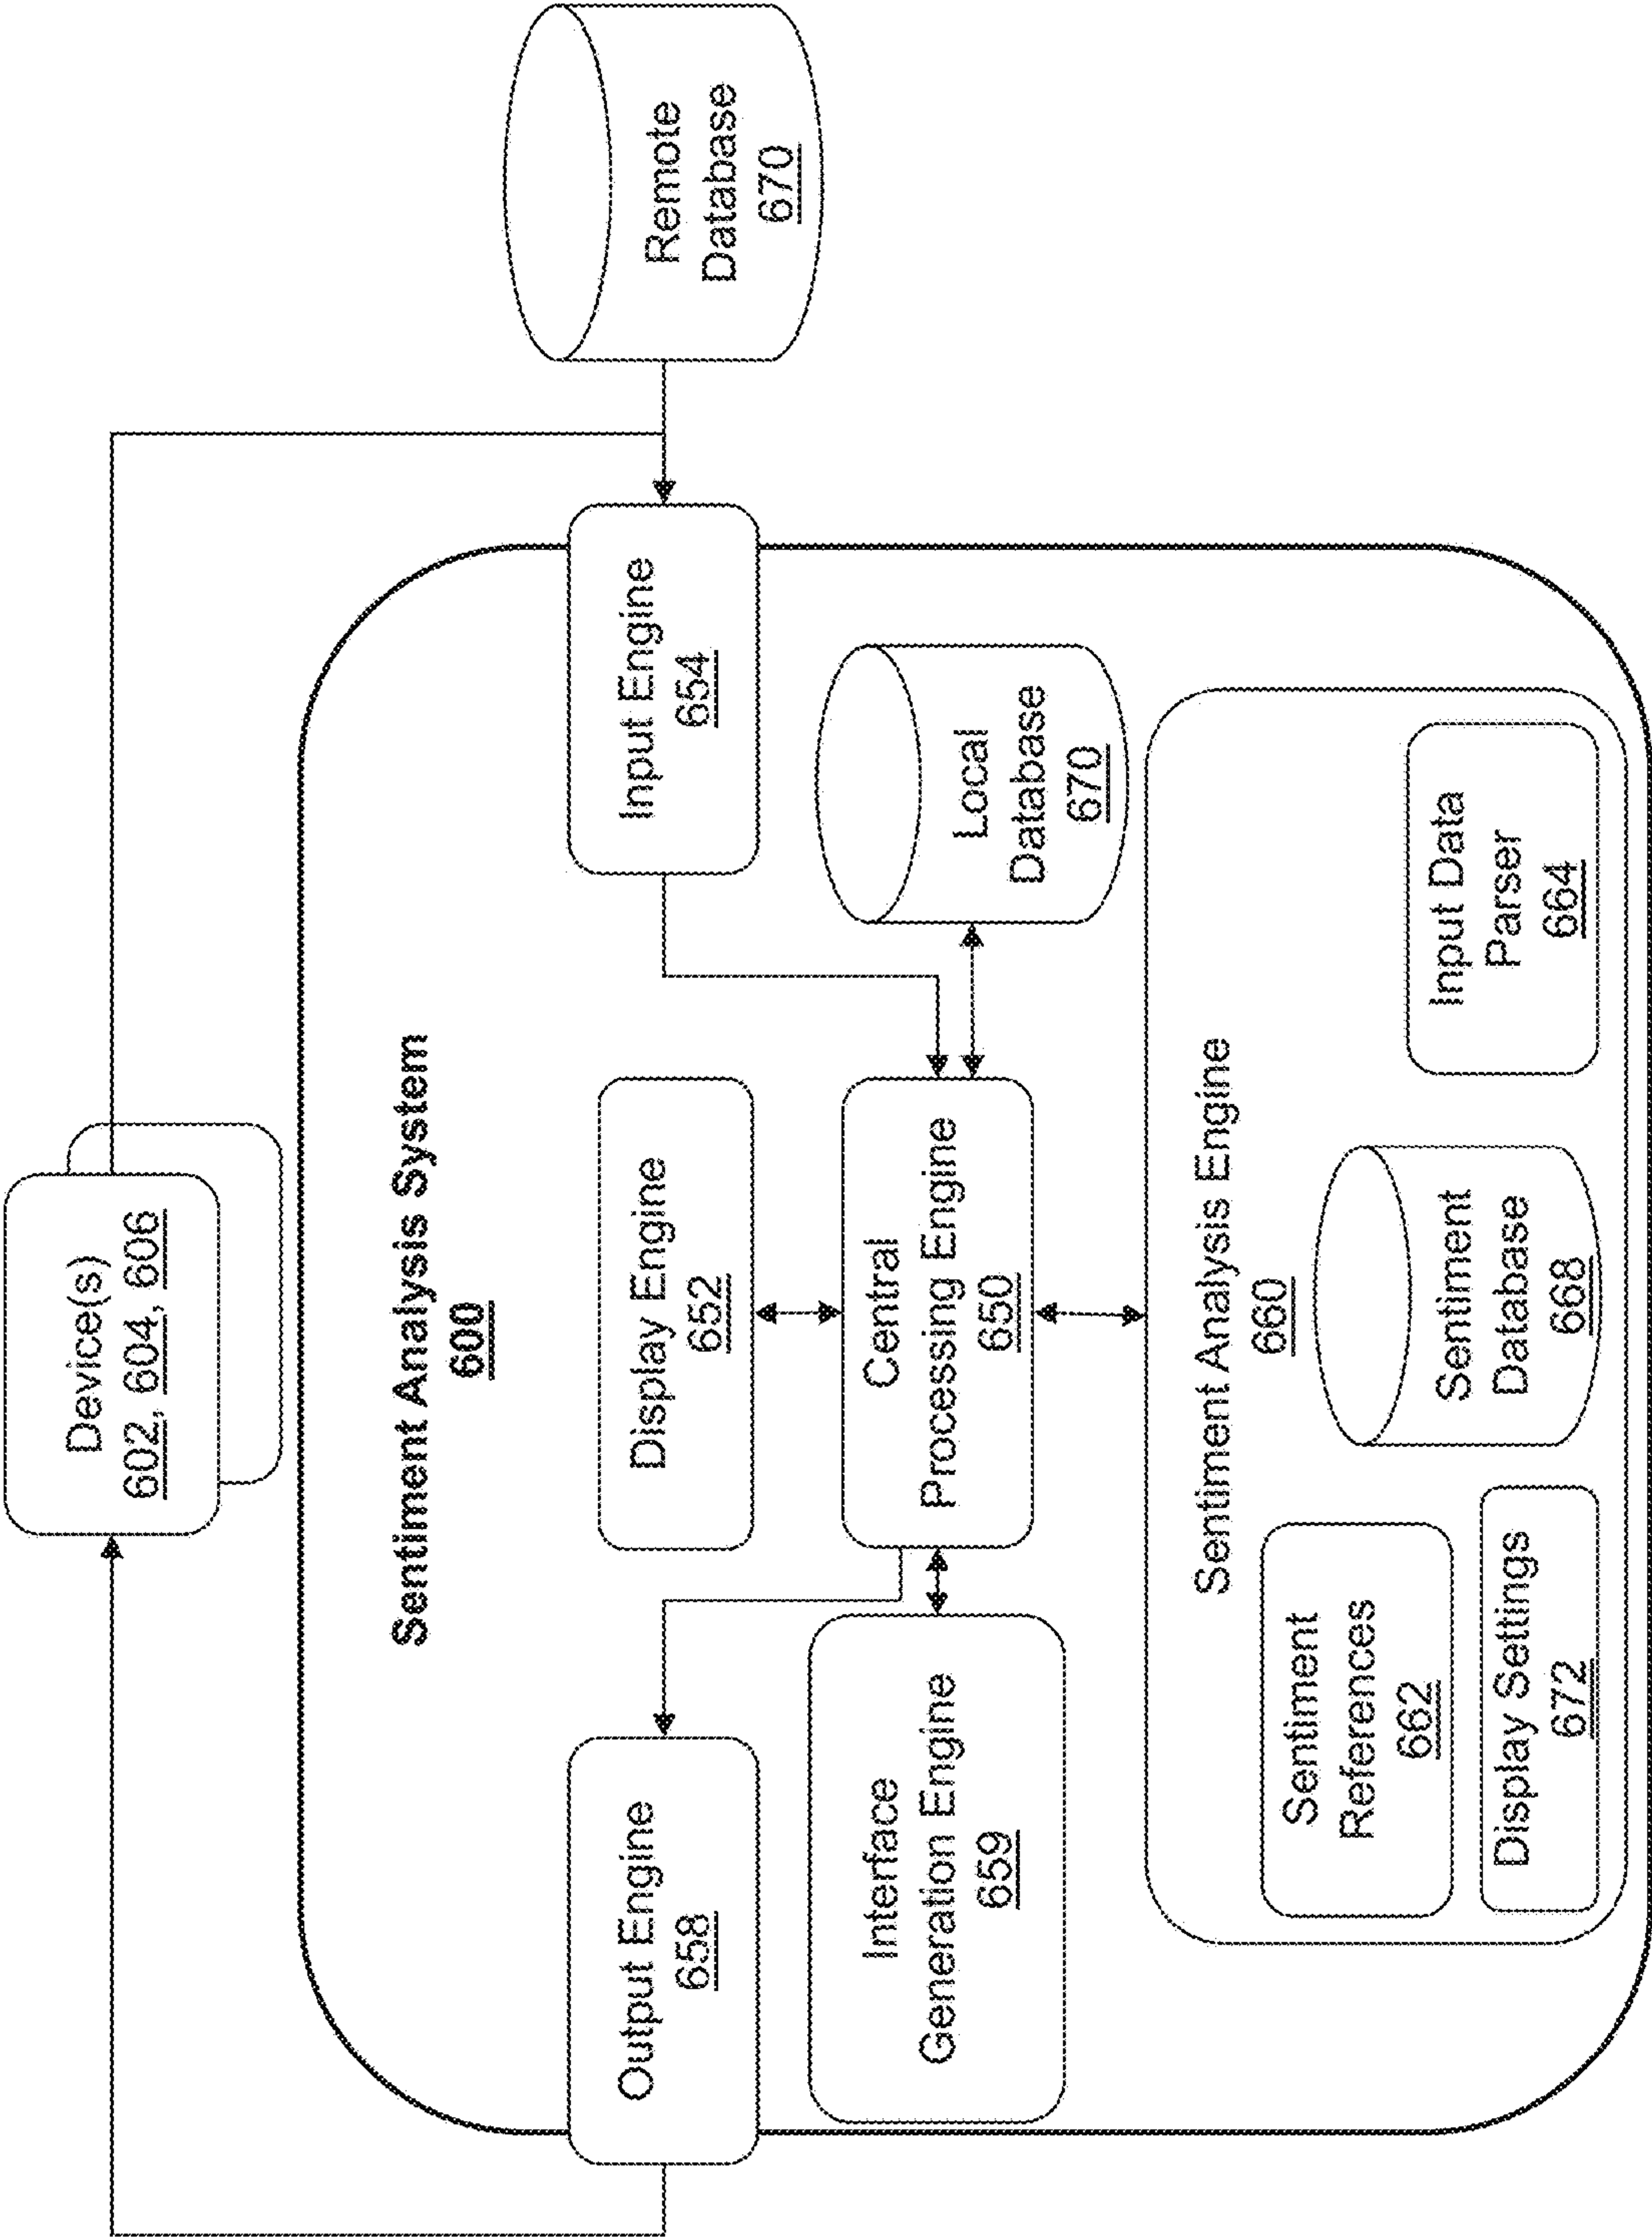 Device(s)
602, 604, 606
Sentiment Analysis System
600
Output Engine
658
Display Engine
652
Input Engine
654
Remote
Database
670
Interface
Generation Engine
659
Central
Processing Engine
650
Local
Database
670
Sentiment Analysis Engine
660
Sentiment
References
662
Display Settings
672
Sentiment
Database
668
Input Data
Parser
664